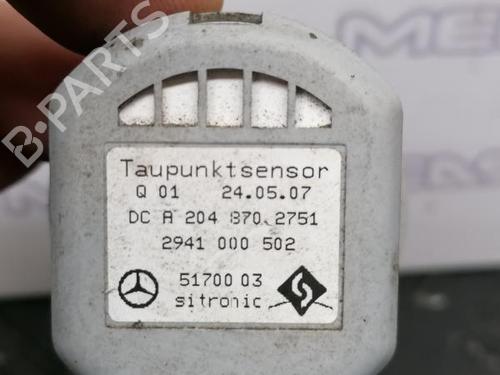 B-PARTS
Taupunktsensor
Q 01 24.05.07
DC A 204 870 2751
2941 000 502
51700 03
sitronic